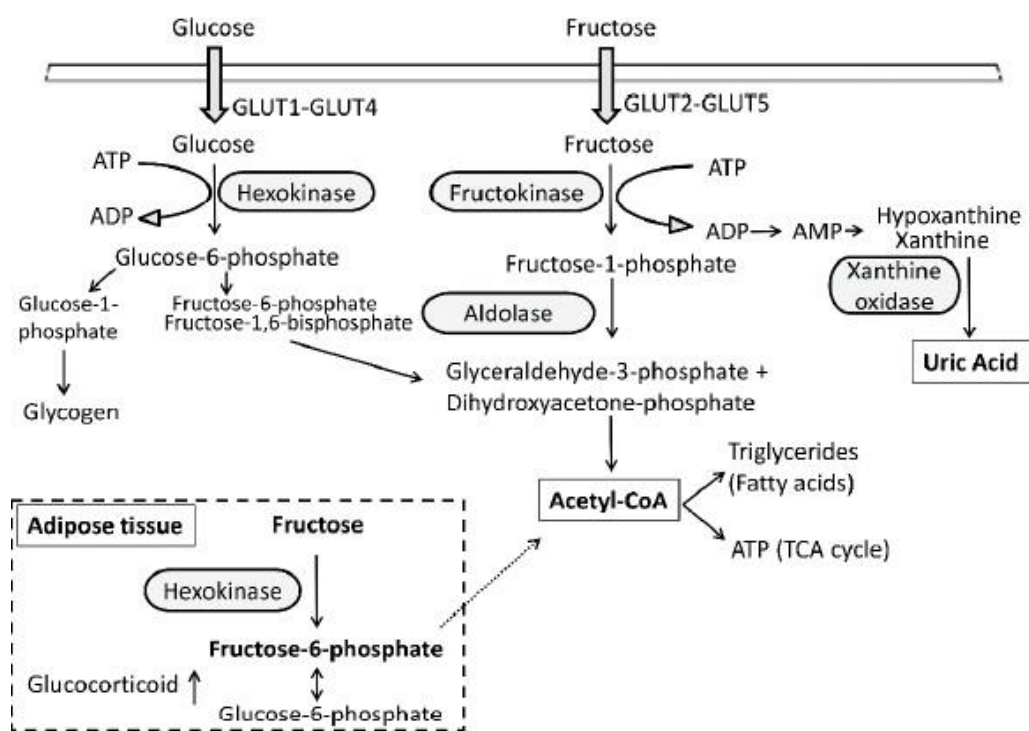 Glucose
Fructose
GLUT1-GLUT4
GLUT2-GLUT5
Glucose
Fructose
ATP
Hexokinase
Fructokinase
ATP
ADP
ADP
AMP
Hypoxanthine
Xanthine
Glucose-6-phosphate
Fructose-1-phosphate
Xanthine
oxidase
Glucose-1-
phosphate
Fructose-6-phosphate
Fructose-1,6-bisphosphate
Aldolase
Uric Acid
Glyceraldehyde-3-phosphate +
Dihydroxyacetone-phosphate
Glycogen
Triglycerides
(Fatty acids)
Acetyl-CoA
ATP (TCA cycle)
Adipose tissue
Fructose
Hexokinase
Fructose-6-phosphate
Glucocorticoid
Glucose-6-phosphate